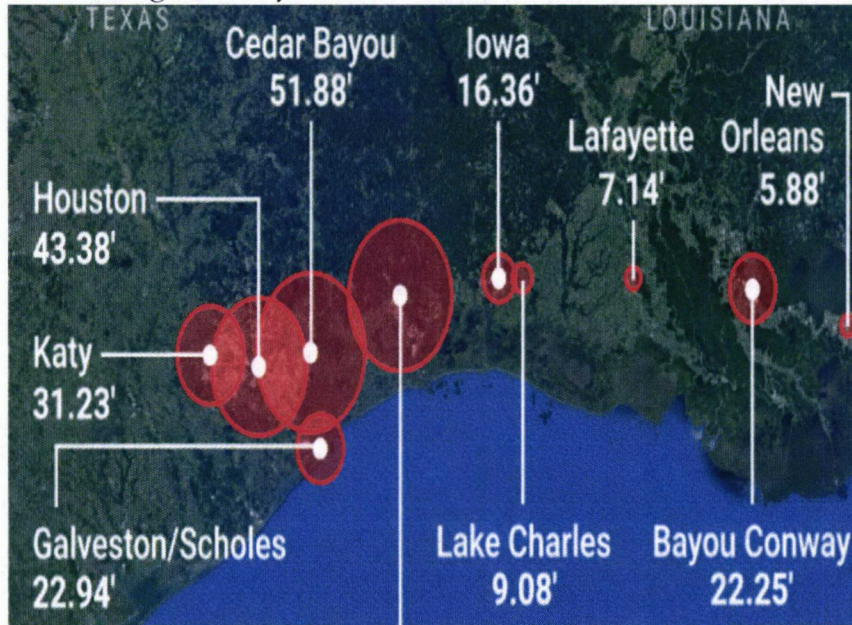 TEXAS
LOUISIANA
Cedar Bayou
51.88'
Iowa
16.36'
New
Orleans
5.88'
Lafayette
7.14'
Houston
43.38'
Katy
31.23'
Galveston/Scholes
22.94'
Lake Charles
9.08'
Bayou Conway
22.25'